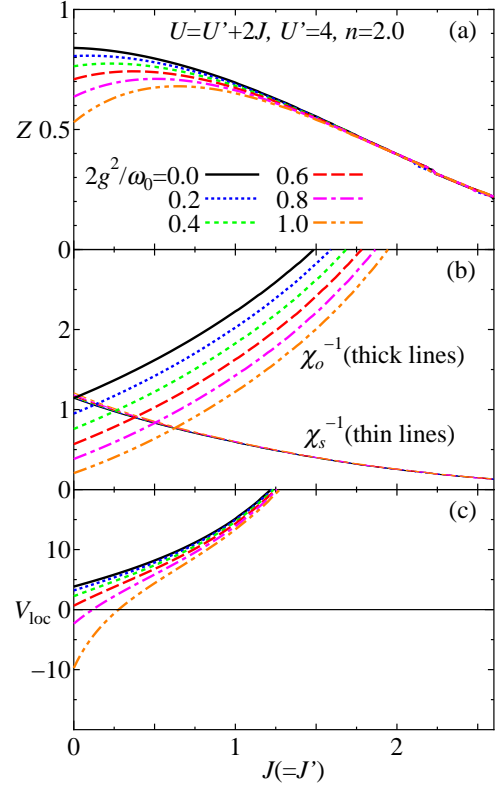 1
U=U'+2J, U'=4, n=2.0
(a)
Z 0.5
2g²/ω₀=0.0
0.6
0.2
0.8
0.4
1.0
0
(b)
2
χₒ⁻¹(thick lines)
1
χₛ⁻¹(thin lines)
0
(c)
10
V_loc 0
−10
0
1
2
J(=J')